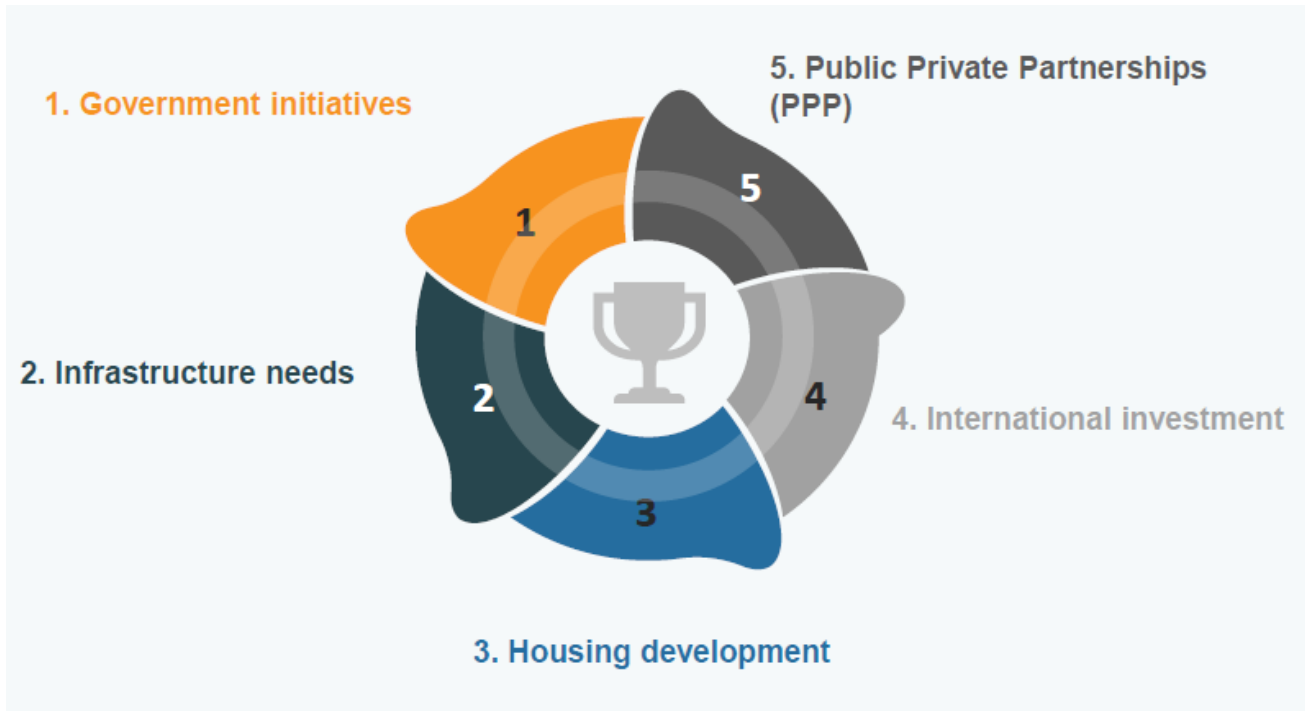 1. Government initiatives
5. Public Private Partnerships
(PPP)
1
5
2. Infrastructure needs
2
4
4. International investment
3
3. Housing development